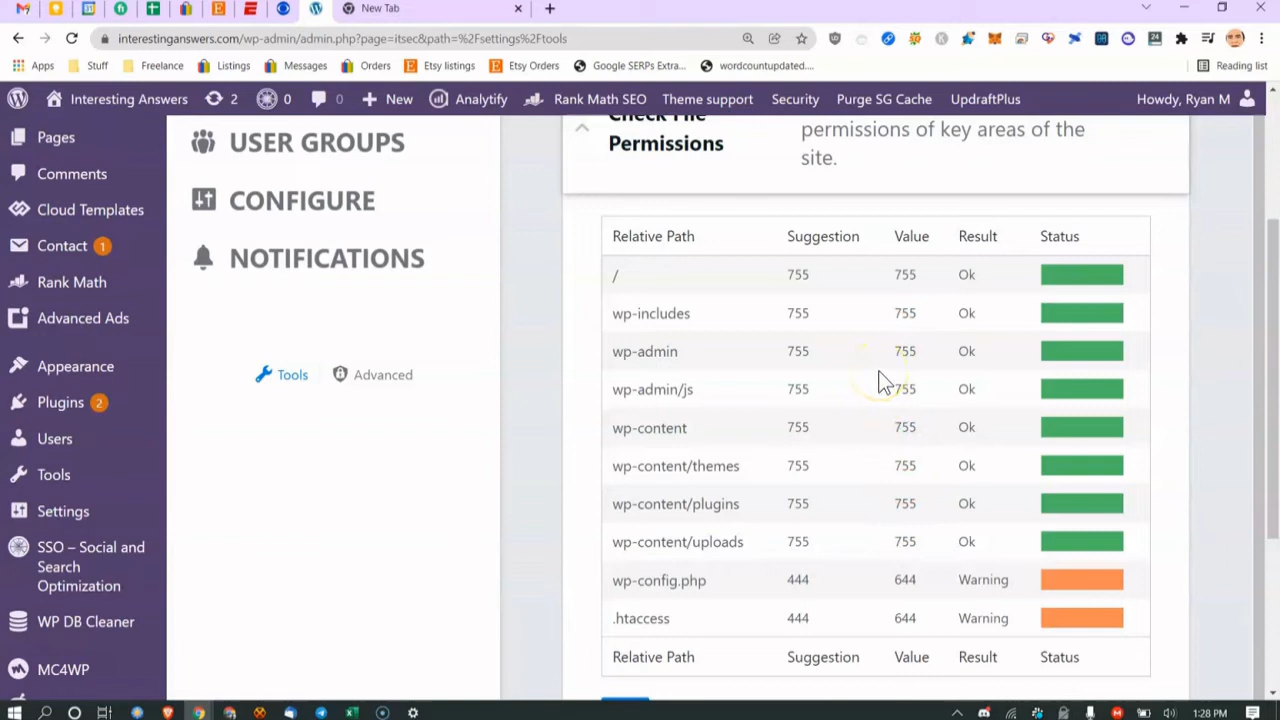 New Tab
interestinganswers.com/wp-admin/admin.php?page=itsec&path=%2Fsettings%2Ftools
Apps Stuff Freelance Listings Messages Orders Etsy listings Etsy Orders Google SERPs Extra... wordcountupdated.... Reading list
Interesting Answers 2 0 0 New Analytify Rank Math SEO Theme support Security Purge SG Cache UpdraftPlus Howdy, Ryan M
Pages
Comments
Cloud Templates
Contact 1
Rank Math
Advanced Ads
Appearance
Plugins 2
Users
Tools
Settings
SSO – Social and
Search
Optimization
WP DB Cleaner
MC4WP
USER GROUPS
CONFIGURE
NOTIFICATIONS
Tools Advanced
Check File
Permissions
permissions of key areas of the
site.
Relative Path Suggestion Value Result Status
/ 755 755 Ok
wp-includes 755 755 Ok
wp-admin 755 755 Ok
wp-admin/js 755 755 Ok
wp-content 755 755 Ok
wp-content/themes 755 755 Ok
wp-content/plugins 755 755 Ok
wp-content/uploads 755 755 Ok
wp-config.php 444 644 Warning
.htaccess 444 644 Warning
Relative Path Suggestion Value Result Status
1:28 PM